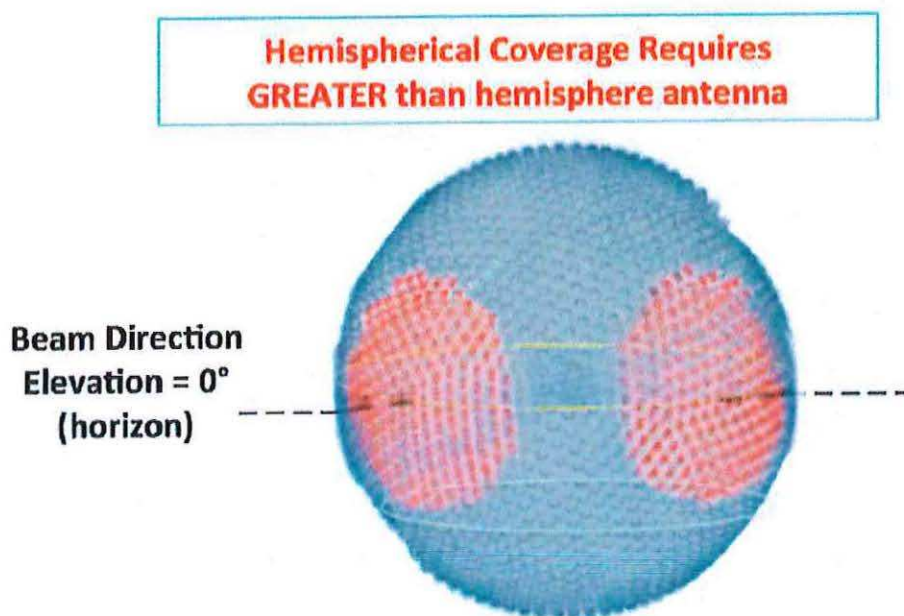 Hemispherical Coverage Requires
GREATER than hemisphere antenna
Beam Direction
Elevation = 0°
(horizon)